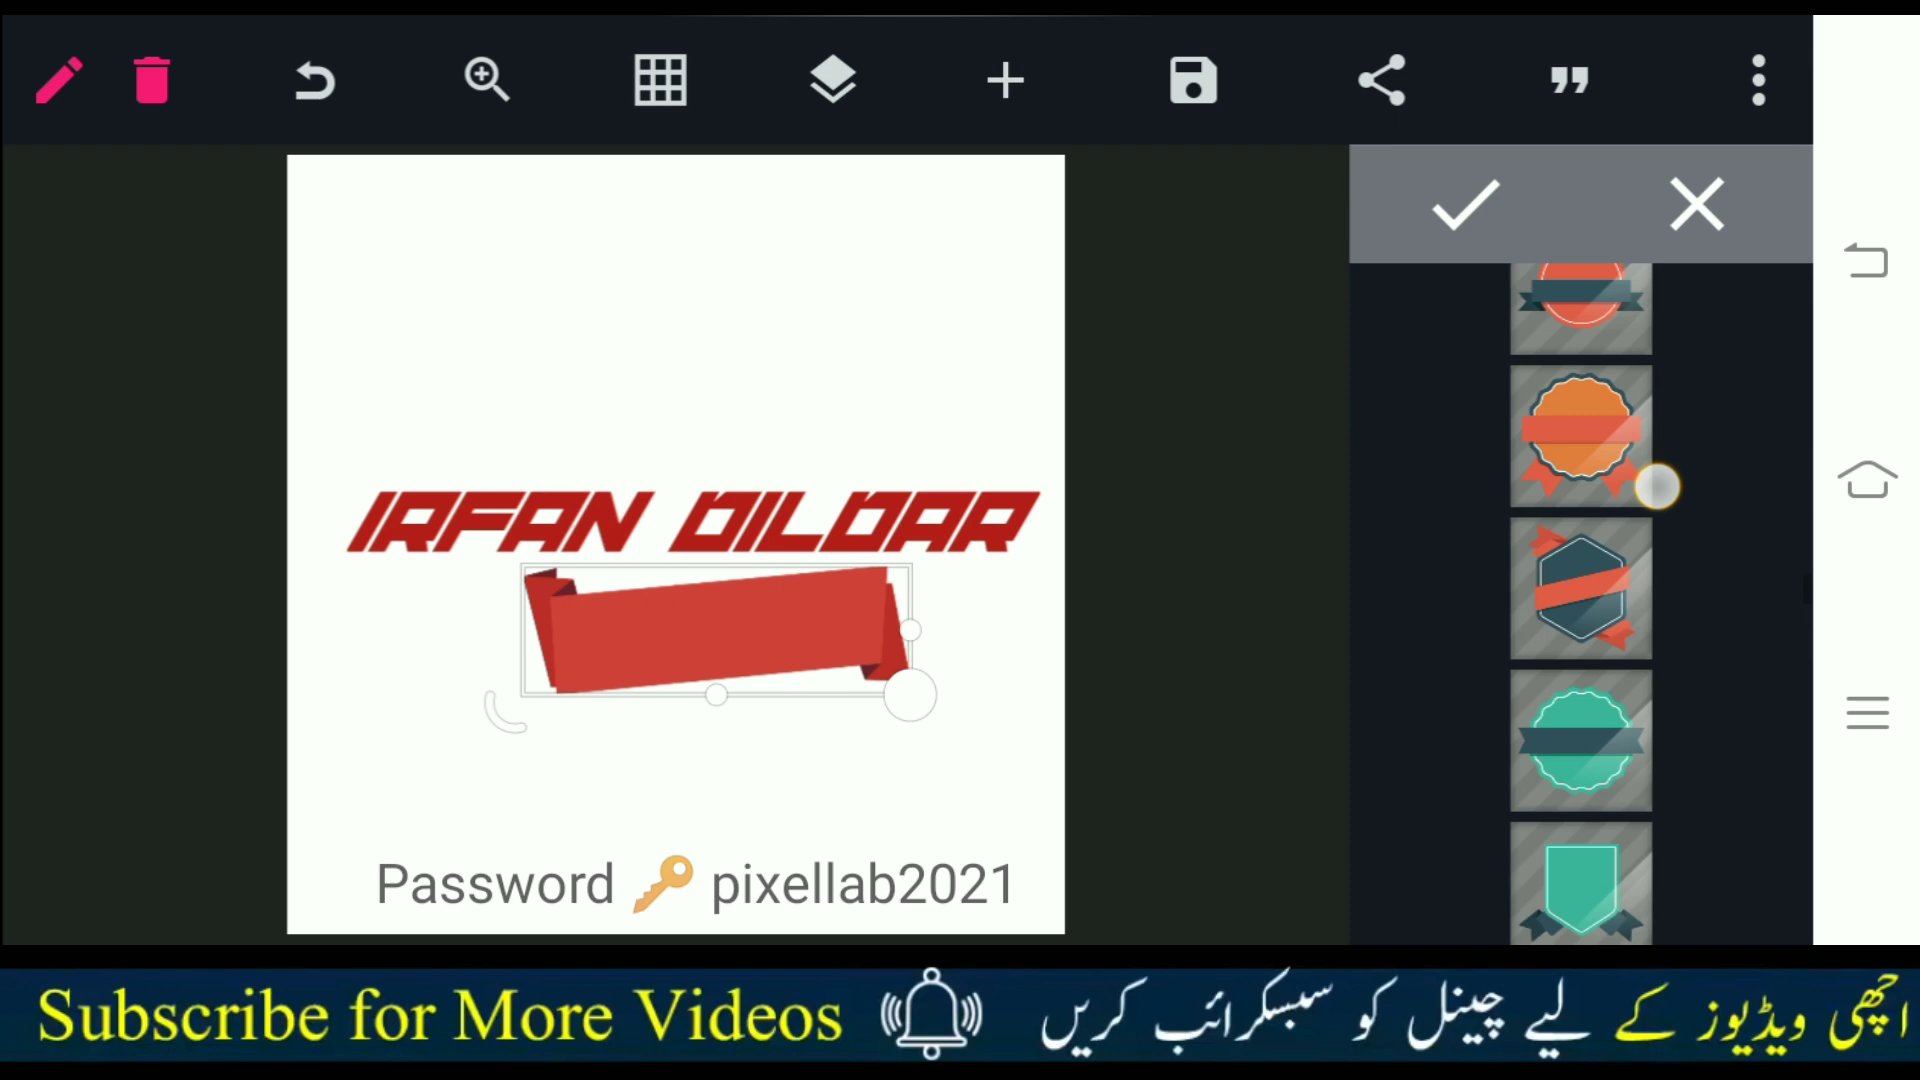 IRFAN DILDAR
Password 🔑 pixellab2021
Subscribe for More Videos
اچھی ویڈیوز کے لیے چینل کو سبسکرائب کریں